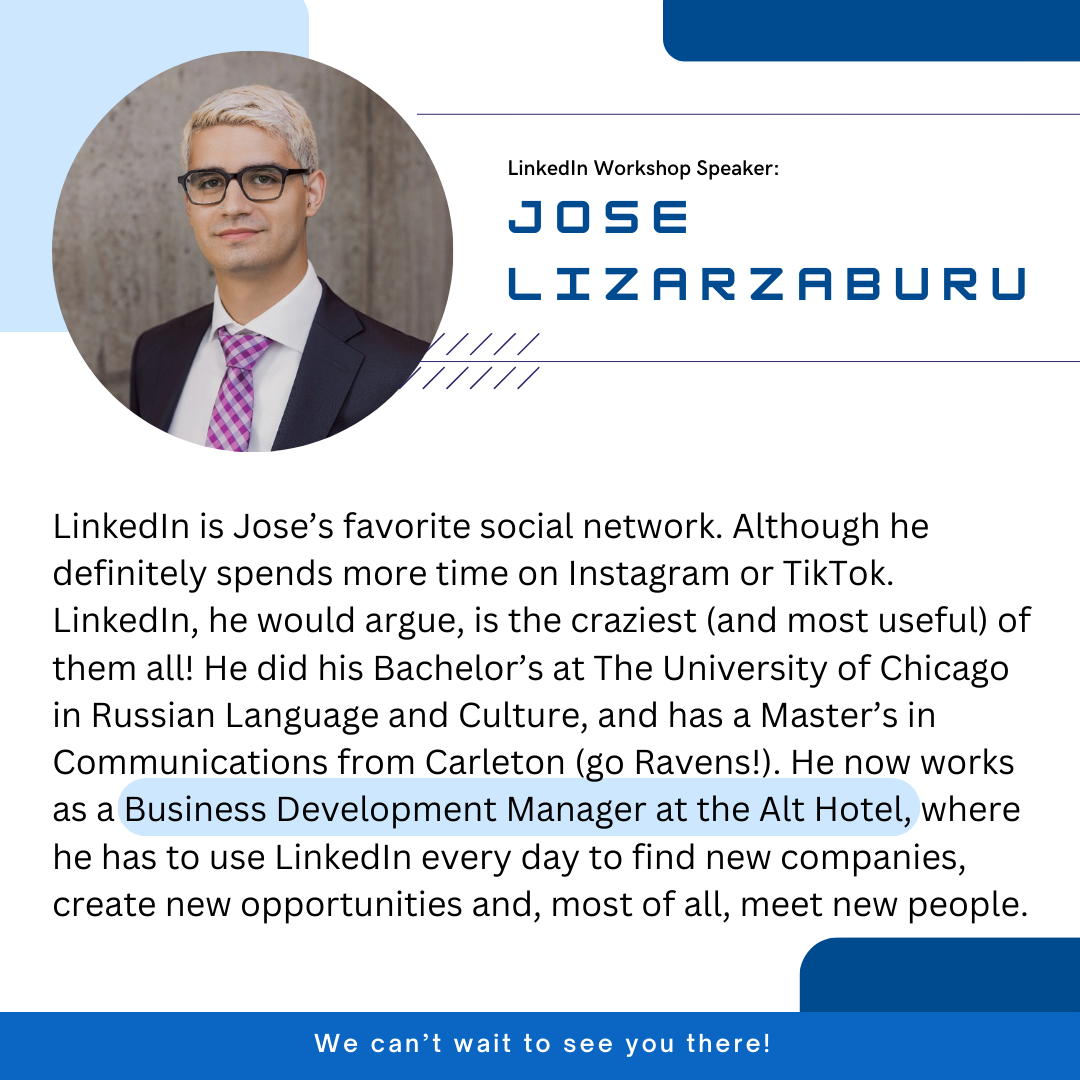 LinkedIn Workshop Speaker:
JOSE
LIZARZABURU
LinkedIn is Jose’s favorite social network. Although he
definitely spends more time on Instagram or TikTok.
LinkedIn, he would argue, is the craziest (and most useful) of
them all! He did his Bachelor’s at The University of Chicago
in Russian Language and Culture, and has a Master’s in
Communications from Carleton (go Ravens!). He now works
as a Business Development Manager at the Alt Hotel, where
he has to use LinkedIn every day to find new companies,
create new opportunities and, most of all, meet new people.
We can’t wait to see you there!